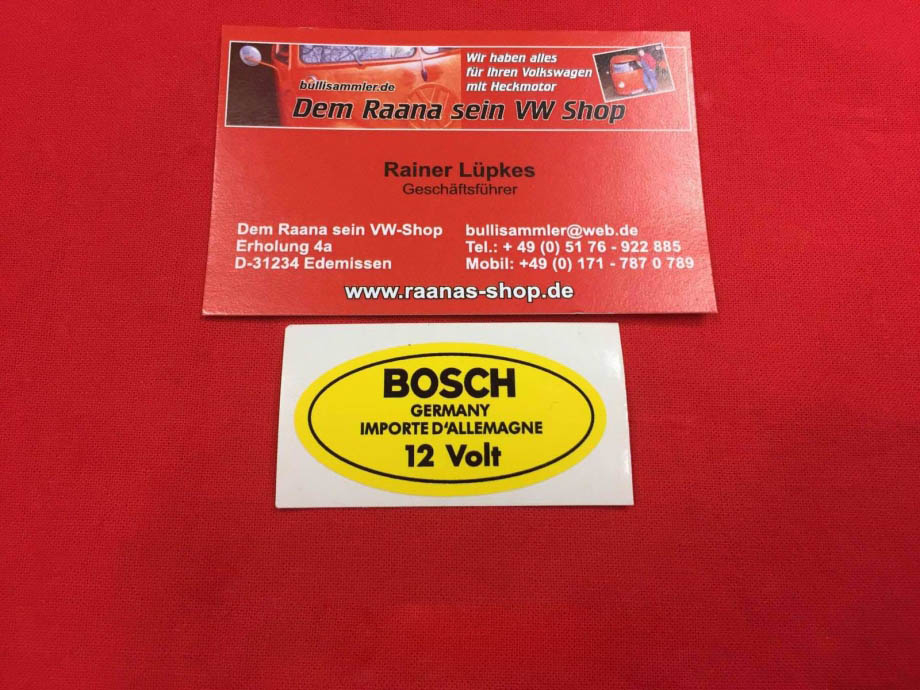 Wir haben alles
für Ihren Volkswagen
mit Heckmotor
bullisammler.de
Dem Raana sein VW Shop
Rainer Lüpkes
Geschäftsführer
Dem Raana sein VW-Shop
Erholung 4a
D-31234 Edemissen
bullisammler@web.de
Tel.: + 49 (0) 51 76 - 922 885
Mobil: +49 (0) 171 - 787 0 789
www.raanas-shop.de
BOSCH
GERMANY
IMPORTE D'ALLEMAGNE
12 Volt